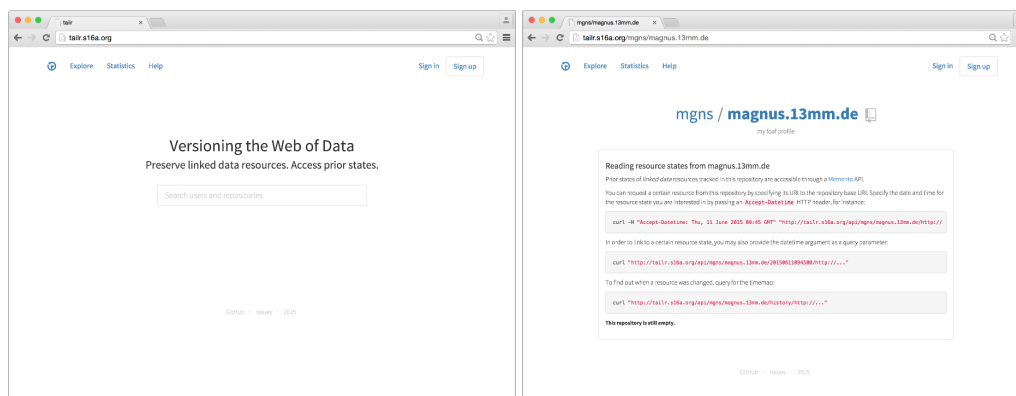 tailr
tailr.s16a.org
Explore Statistics Help Sign in Sign up
Versioning the Web of Data
Preserve linked data resources. Access prior states.
Search users and repositories
GitHub Issues 2015
mgns/magnus.13mm.de
tailr.s16a.org/mgns/magnus.13mm.de
Explore Statistics Help Sign in Sign up
mgns / magnus.13mm.de
my foaf profile
Reading resource states from magnus.13mm.de
Prior states of linked data resources tracked in this repository are accessible through a Memento API.
You can request a certain resource from this repository by specifying its URI to the repository base URI. Specify the date and time for
the resource state you are interested in by passing an Accept-Datetime HTTP header, for instance:
curl -H "Accept-Datetime: Thu, 11 June 2015 09:45 GMT" "http://tailr.s16a.org/api/mgns/magnus.13mm.de/http://
In order to link to a certain resource state, you may also provide the datetime argument as a query parameter:
curl "http://tailr.s16a.org/api/mgns/magnus.13mm.de/20150611094500/http://..."
To find out when a resource was changed, query for the timemap:
curl "http://tailr.s16a.org/api/mgns/magnus.13mm.de/history/http://..."
This repository is still empty.
GitHub · Issues · 2015